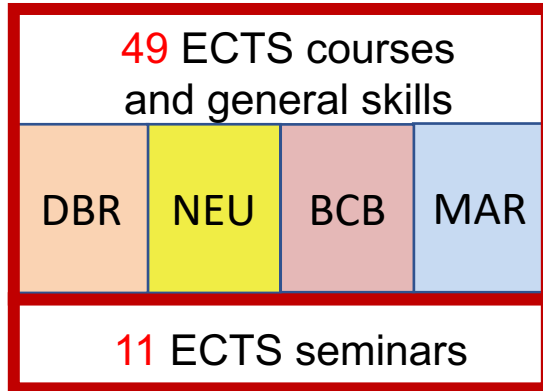 49 ECTS courses
and general skills
DBR NEU BCB MAR
11 ECTS seminars